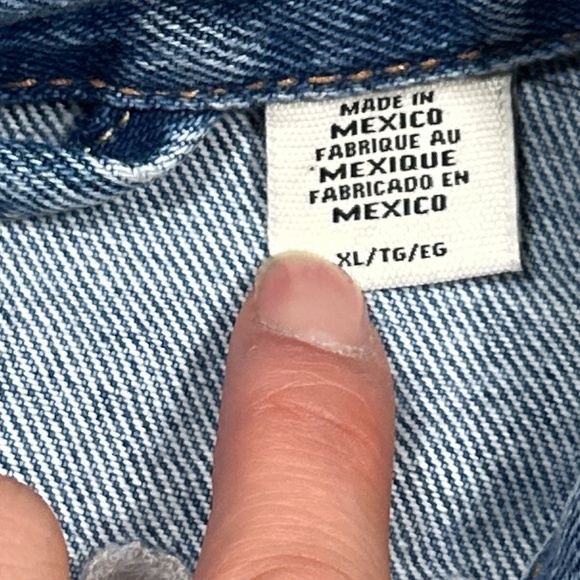 MADE IN
MEXICO
FABRIQUE AU
MEXIQUE
FABRICADO EN
MEXICO
XL/TG/EG